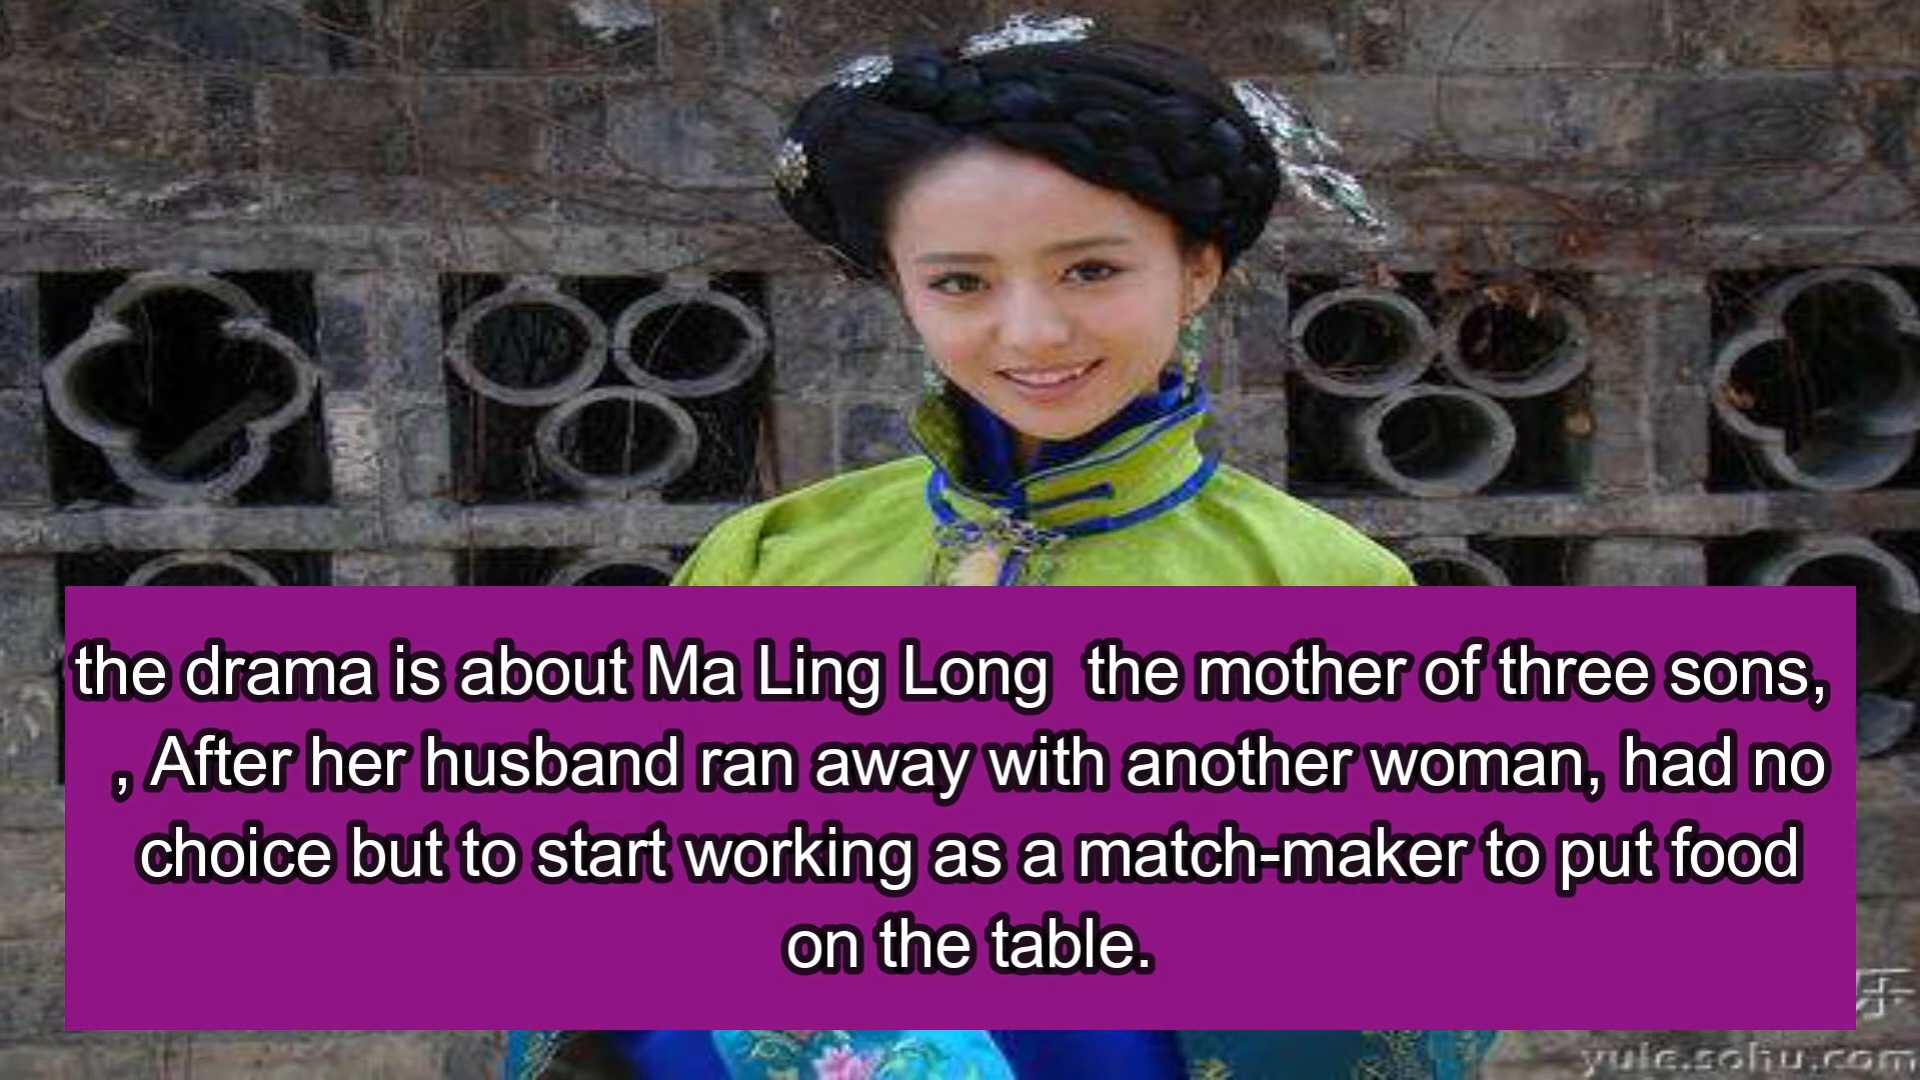 the drama is about Ma Ling Long  the mother of three sons,
, After her husband ran away with another woman, had no
choice but to start working as a match-maker to put food
on the table.
乐
yule.sohu.com